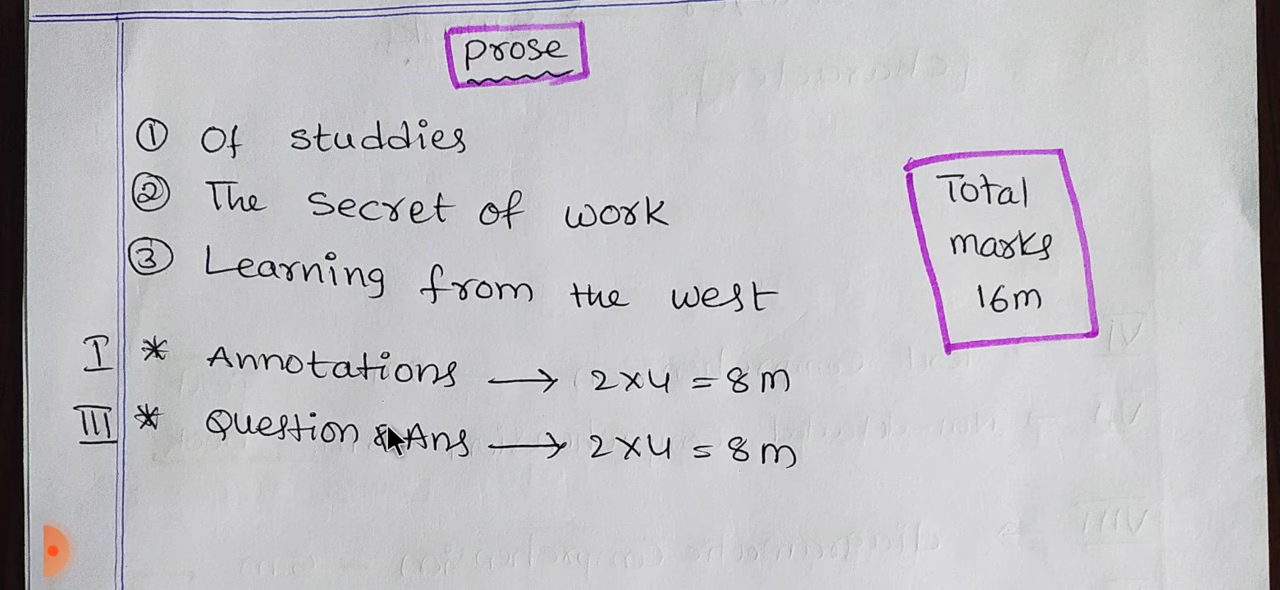 Prose
① Of studdies
② The secret of work
③ Learning from the west
Total
marks
16m
I * Annotations → 2x4 = 8m
III * Question & Ans → 2x4 = 8m